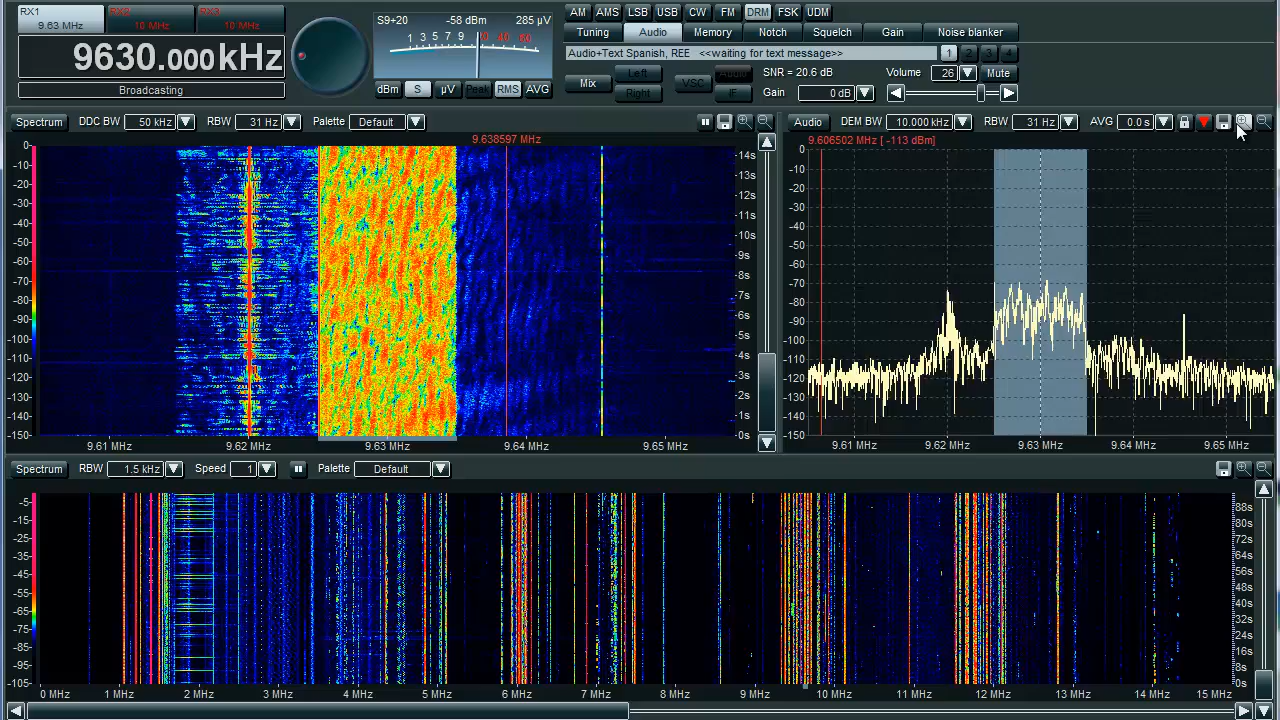 RX1 RX2 RX3
9.63 MHz 10 MHz 10 MHz
9630.000kHz
Broadcasting
S9+20 -58 dBm 285 µV
1 3 5 7 9 20 40 60
dBm S µV Peak RMS AVG
AM AMS LSB USB CW FM DRM FSK UDM
Tuning Audio Memory Notch Squelch Gain Noise blanker
Audio+Text Spanish, REE <<waiting for text message>> 1 2 3 4
Mix Left Right VSC Audio IF
SNR = 20.6 dB Volume 26 Mute
Gain 0 dB
Spectrum DDC BW 50 kHz RBW 31 Hz Palette Default
9.638597 MHz
0
-10
-20
-30
-40
-50
-60
-70
-80
-90
-100
-110
-120
-130
-140
-150
14s
13s
12s
11s
10s
9s
8s
7s
6s
5s
4s
3s
2s
1s
0s
9.61 MHz 9.62 MHz 9.63 MHz 9.64 MHz 9.65 MHz
Audio DEM BW 10.000 kHz RBW 31 Hz AVG 0.0 s
9.606502 MHz [ -113 dBm]
0
-10
-20
-30
-40
-50
-60
-70
-80
-90
-100
-110
-120
-130
-140
-150
9.61 MHz 9.62 MHz 9.63 MHz 9.64 MHz 9.65 MHz
Spectrum RBW 1.5 kHz Speed 1 Palette Default
-5
-15
-25
-35
-45
-55
-65
-75
-85
-95
-105
88s
80s
72s
64s
56s
48s
40s
32s
24s
16s
8s
0s
0 MHz 1 MHz 2 MHz 3 MHz 4 MHz 5 MHz 6 MHz 7 MHz 8 MHz 9 MHz 10 MHz 11 MHz 12 MHz 13 MHz 14 MHz 15 MHz